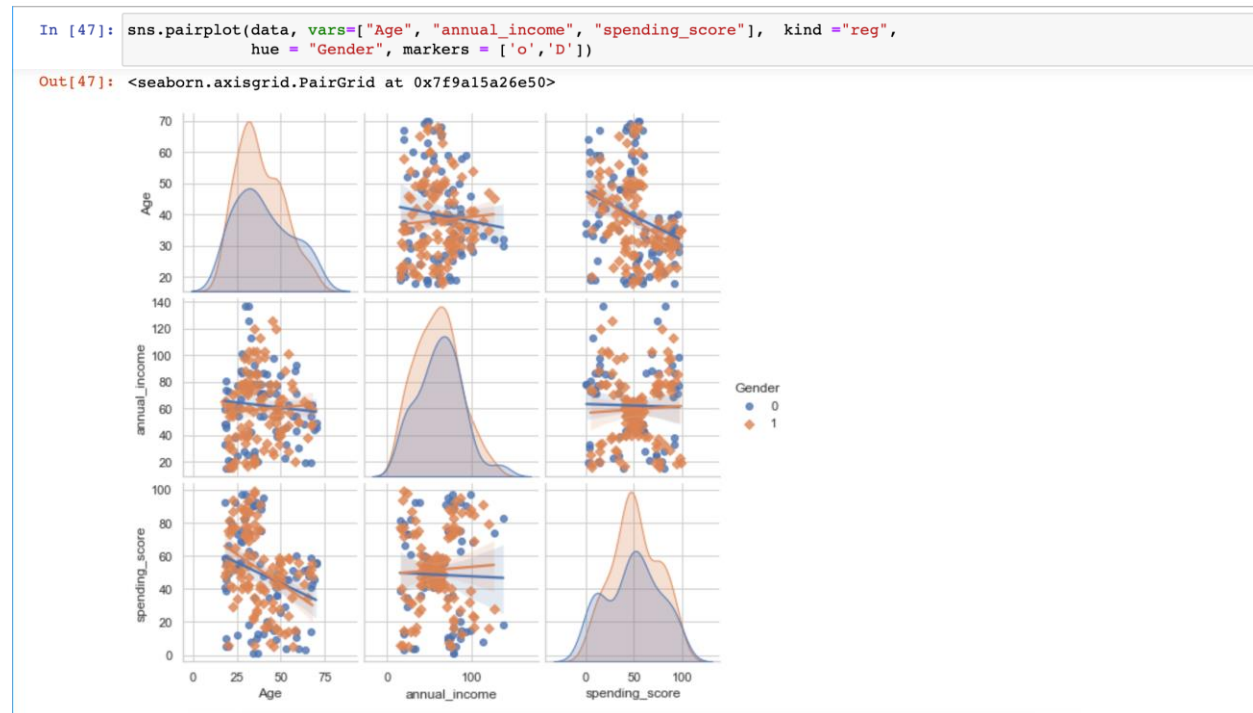 In [47]: sns.pairplot(data, vars=["Age", "annual_income", "spending_score"],  kind ="reg",
hue = "Gender", markers = ['o','D'])
Out[47]: <seaborn.axisgrid.PairGrid at 0x7f9a15a26e50>
70
60
50
40
30
20
Age
140
120
100
80
60
40
20
annual_income
Gender
0
1
100
80
60
40
20
0
spending_score
0 25 50 75
Age
0 100
annual_income
0 50 100
spending_score